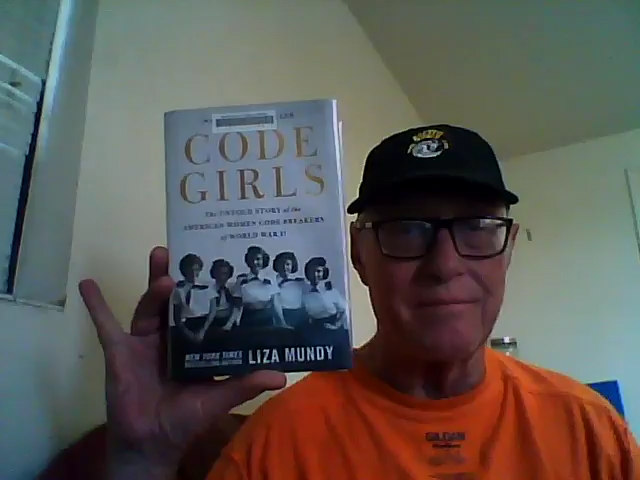 CODE
GIRLS
The UNTOLD STORY of the
AMERICAN WOMEN CODE BREAKERS
of WORLD WAR II
NEW YORK TIMES
BESTSELLING AUTHOR
LIZA MUNDY
GILDAN